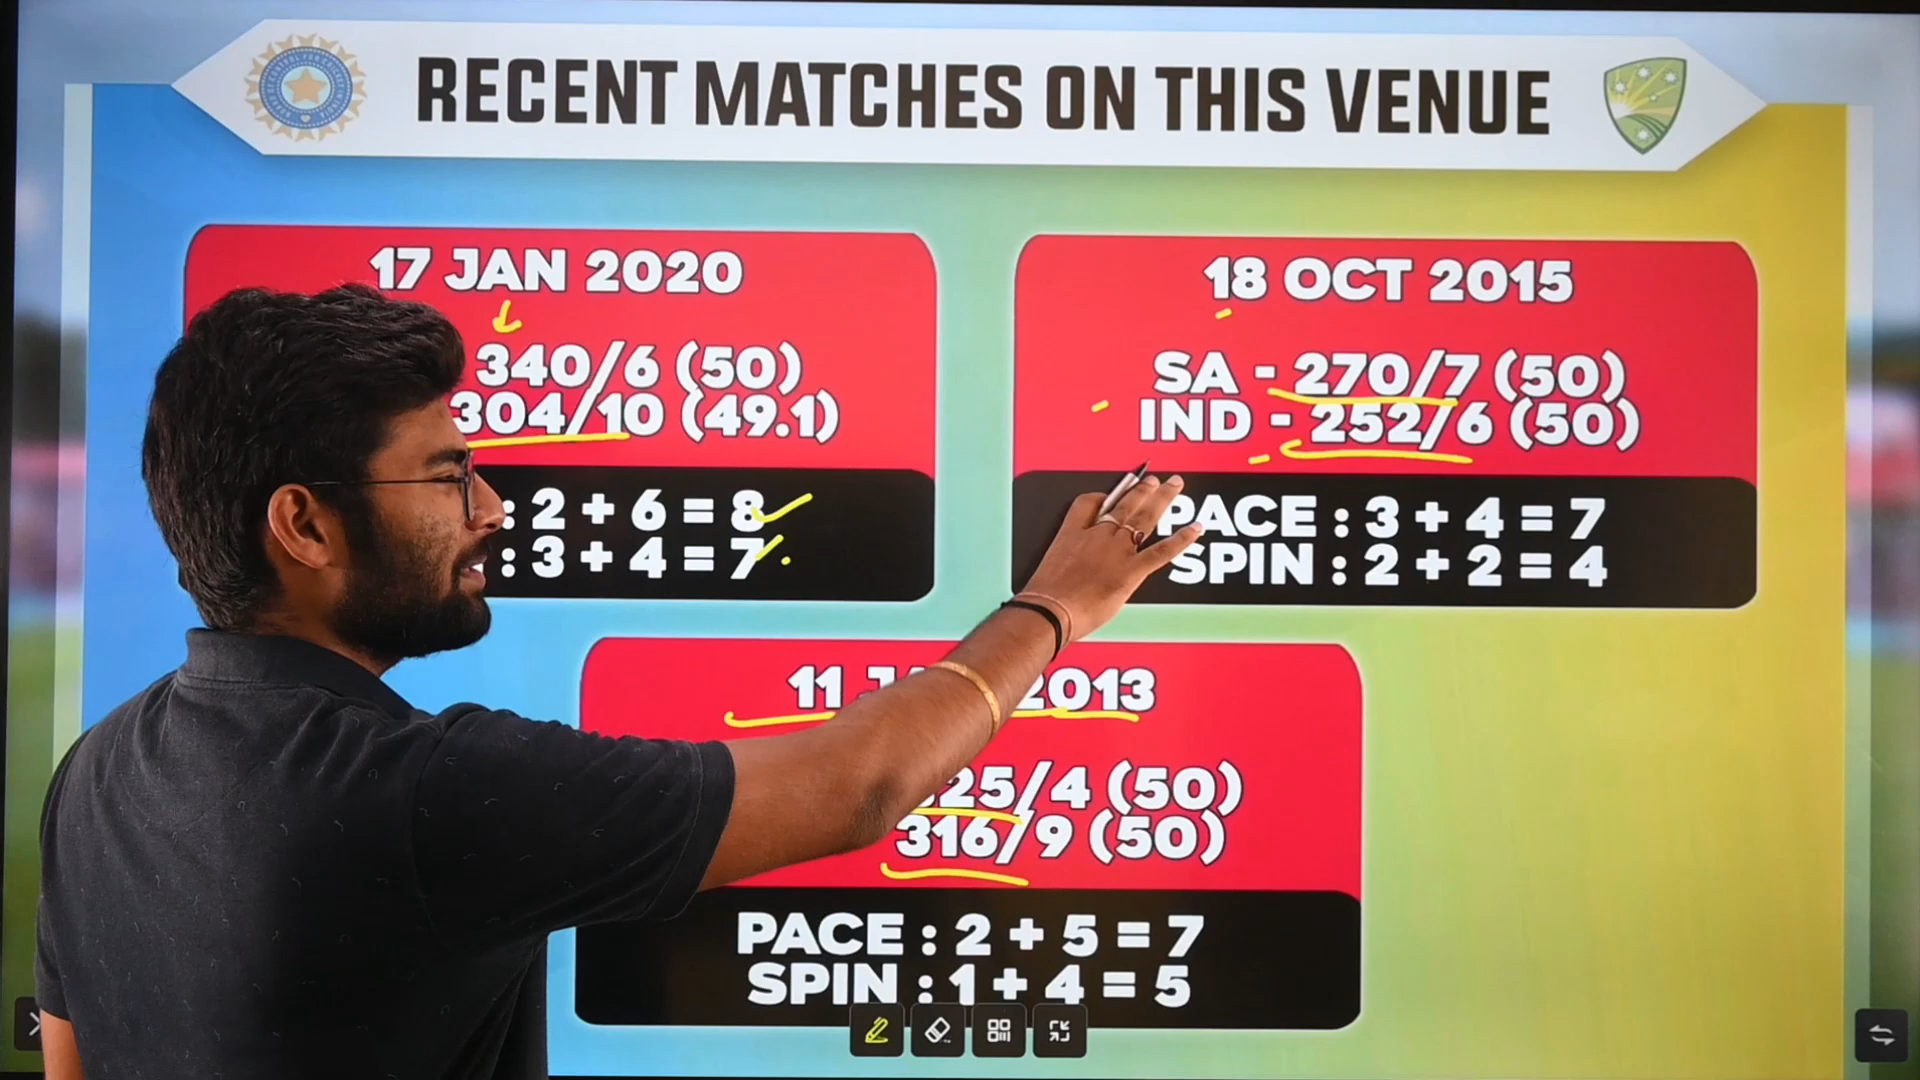 RECENT MATCHES ON THIS VENUE
17 JAN 2020
340/6 (50)
304/10 (49.1)
: 2 + 6 = 8
: 3 + 4 = 7
18 OCT 2015
SA - 270/7 (50)
IND - 252/6 (50)
PACE : 3 + 4 = 7
SPIN : 2 + 2 = 4
11 2013
25/4 (50)
316/9 (50)
PACE : 2 + 5 = 7
SPIN : 1 + 4 = 5